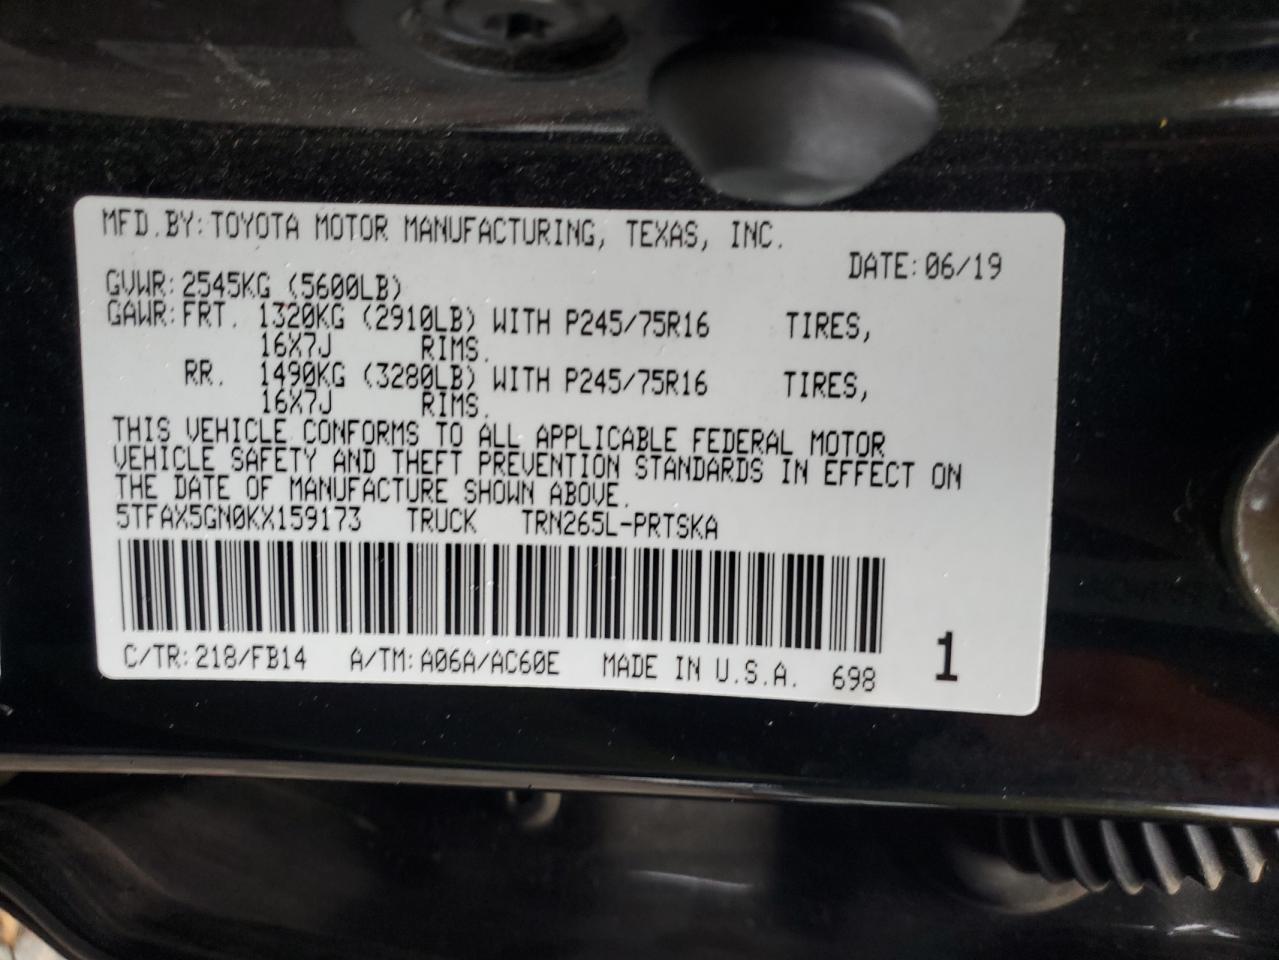 MFD.BY:TOYOTA MOTOR MANUFACTURING, TEXAS, INC.
DATE:06/19
GVWR:2545KG (5600LB)
GAWR:FRT. 1320KG (2910LB) WITH P245/75R16 TIRES,
16X7J RIMS.
RR. 1490KG (3280LB) WITH P245/75R16 TIRES,
16X7J RIMS.
THIS VEHICLE CONFORMS TO ALL APPLICABLE FEDERAL MOTOR
VEHICLE SAFETY AND THEFT PREVENTION STANDARDS IN EFFECT ON
THE DATE OF MANUFACTURE SHOWN ABOVE.
5TFAX5GN0KX159173 TRUCK TRN265L-PRTSKA
C/TR:218/FB14 A/TM:A06A/AC60E MADE IN U.S.A. 698 1